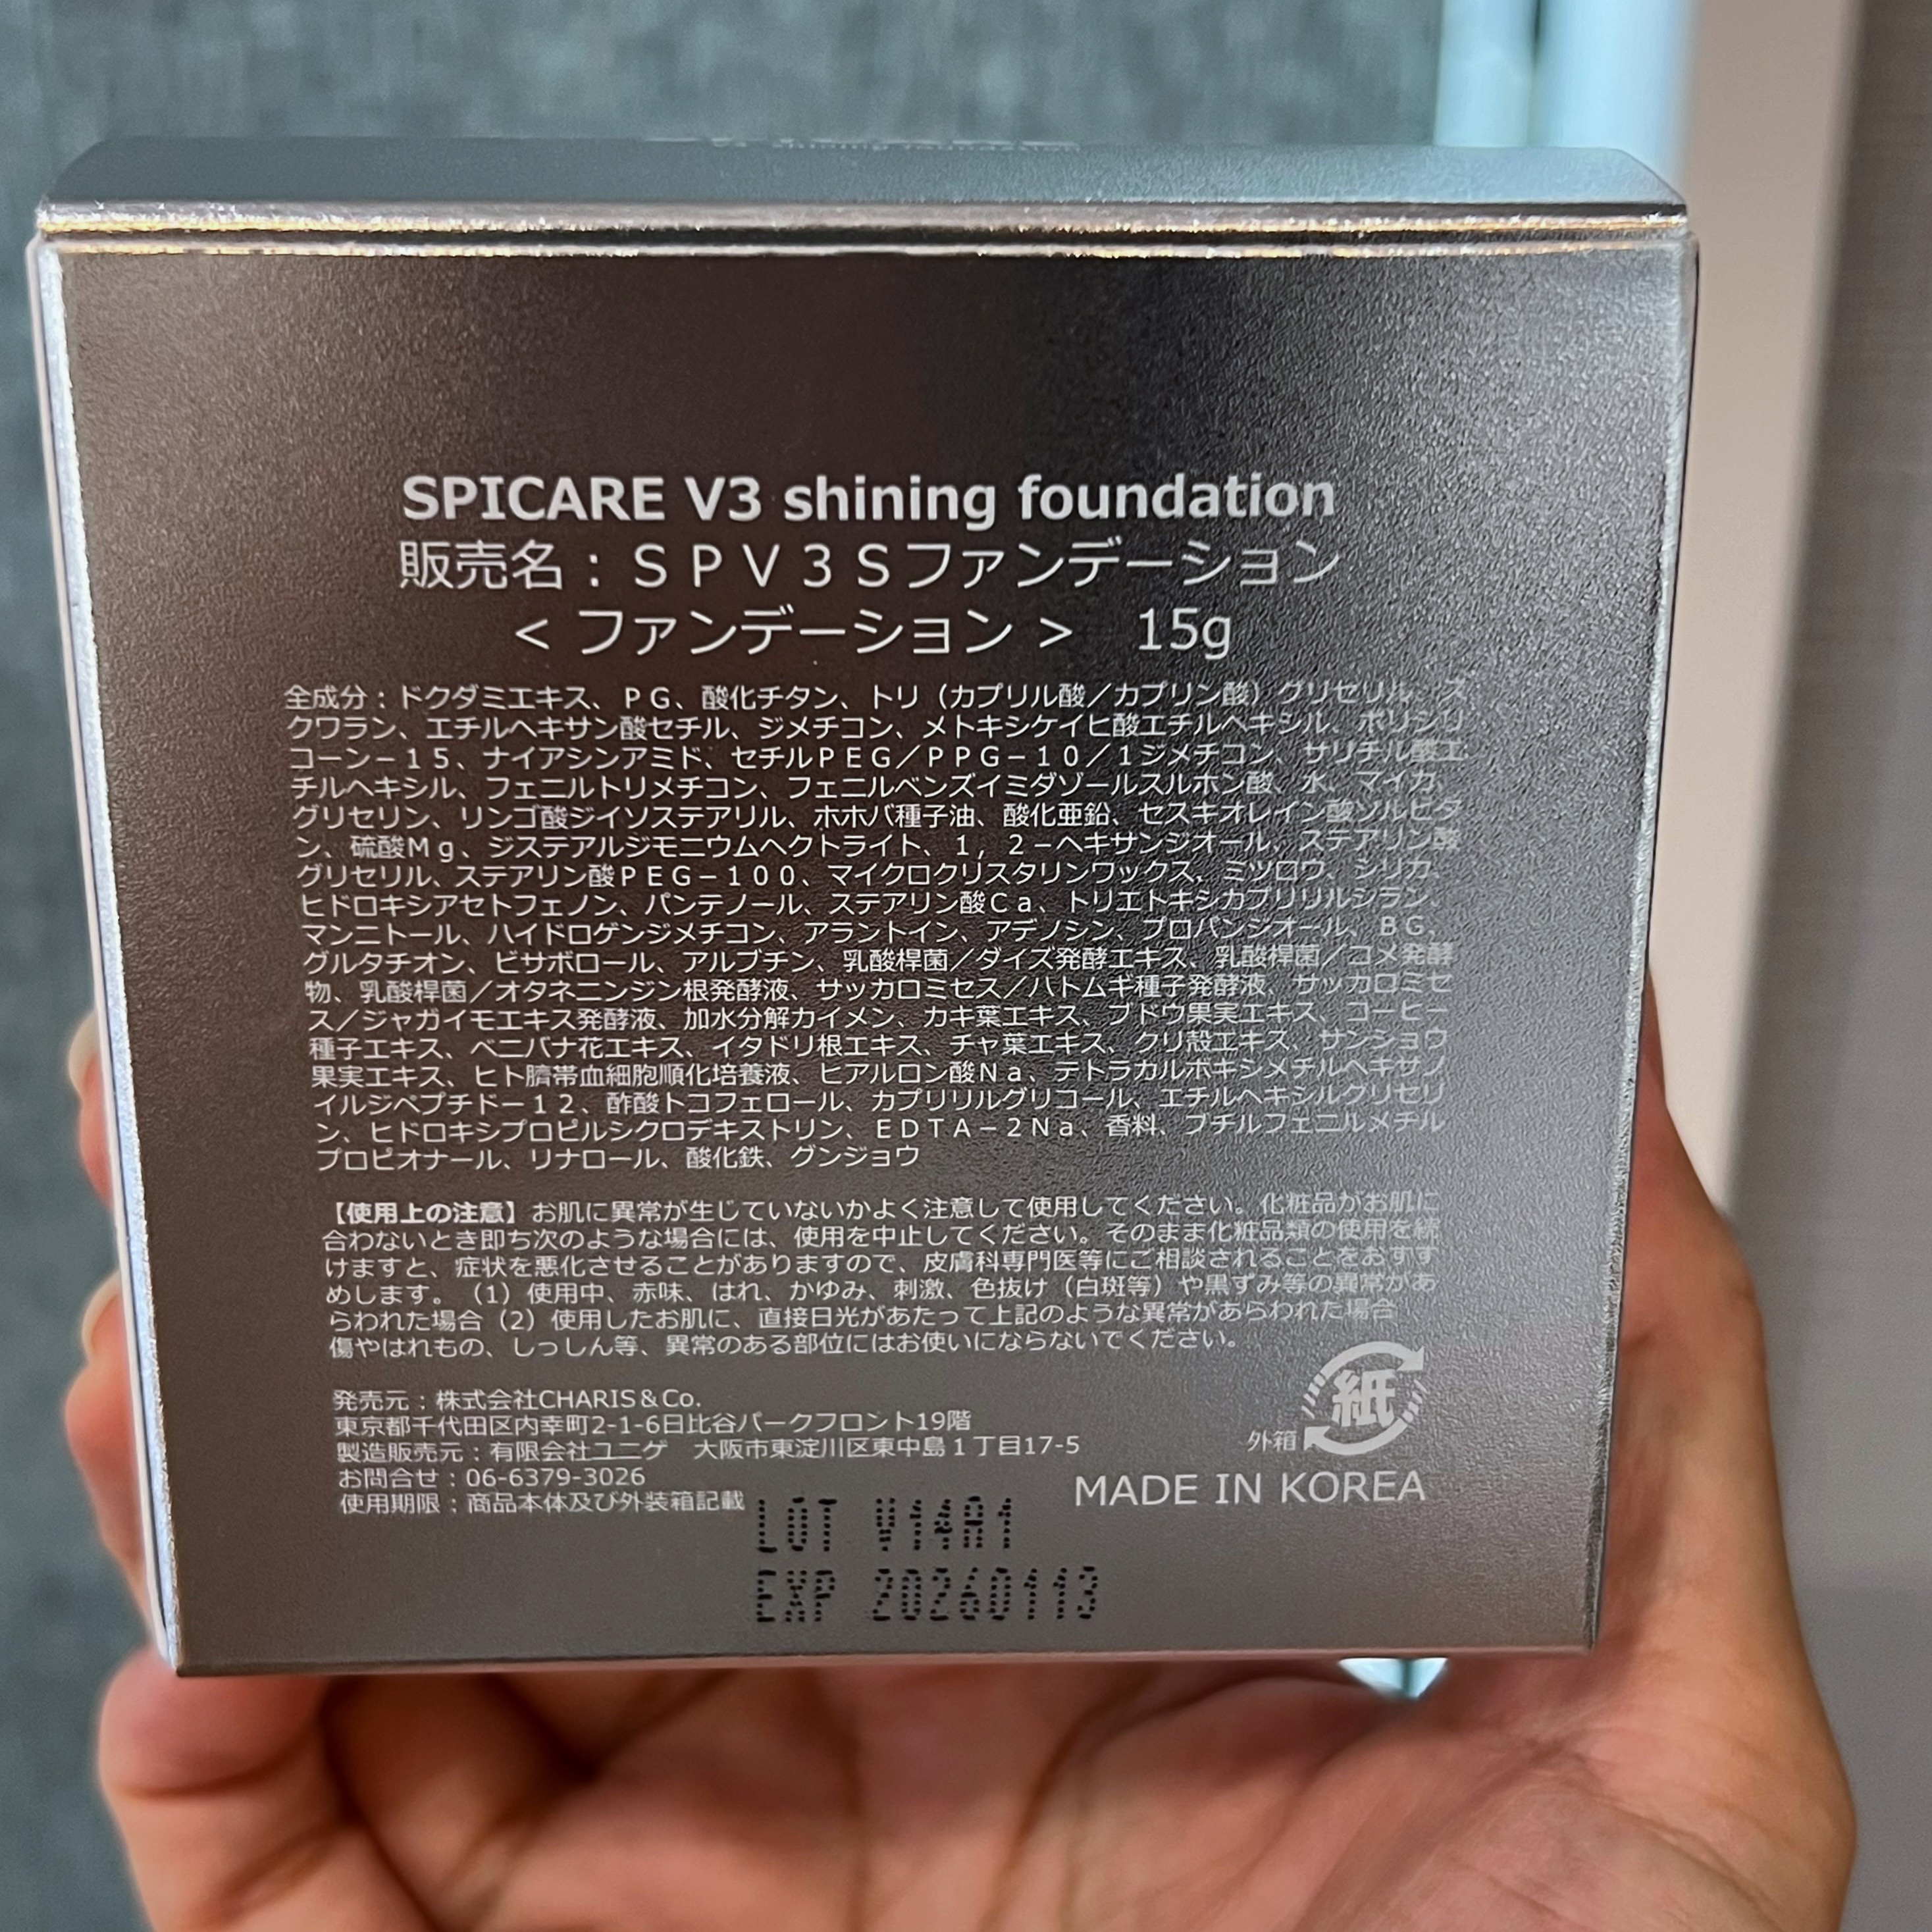 SPICARE V3 shining foundation
販売名：ＳＰＶ３Ｓファンデーション
＜ファンデーション＞　15g
全成分：ドクダミエキス、ＰＧ、酸化チタン、トリ（カプリル酸／カプリン酸）グリセリル、ス
クワラン、エチルヘキサン酸セチル、ジメチコン、メトキシケイヒ酸エチルヘキシル、ポリシリ
コーン－１５、ナイアシンアミド、セチルＰＥＧ／ＰＰＧ－１０／１ジメチコン、サリチル酸エ
チルヘキシル、フェニルトリメチコン、フェニルベンズイミダゾールスルホン酸、水、マイカ、
グリセリン、リンゴ酸ジイソステアリル、ホホバ種子油、酸化亜鉛、セスキオレイン酸ソルビタ
ン、硫酸Ｍｇ、ジステアルジモニウムヘクトライト、１，２－ヘキサンジオール、ステアリン酸
グリセリル、ステアリン酸ＰＥＧ－１００、マイクロクリスタリンワックス、ミツロウ、シリカ、
ヒドロキシアセトフェノン、パンテノール、ステアリン酸Ｃａ、トリエトキシカプリリルシラン、
マンニトール、ハイドロゲンジメチコン、アラントイン、アデノシン、プロパンジオール、ＢＧ、
グルタチオン、ビサボロール、アルブチン、乳酸桿菌／ダイズ発酵エキス、乳酸桿菌／コメ発酵
物、乳酸桿菌／オタネニンジン根発酵液、サッカロミセス／ハトムギ種子発酵液、サッカロミセ
ス／ジャガイモエキス発酵液、加水分解カイメン、カキ葉エキス、ブドウ果実エキス、コーヒー
種子エキス、ベニバナ花エキス、イタドリ根エキス、チャ葉エキス、クリ殻エキス、サンショウ
果実エキス、ヒト臍帯血細胞順化培養液、ヒアルロン酸Ｎａ、テトラカルボキシメチルヘキサノ
イルジペプチドー１２、酢酸トコフェロール、カプリリルグリコール、エチルヘキシルグリセリ
ン、ヒドロキシプロピルシクロデキストリン、ＥＤＴＡ－２Ｎａ、香料、ブチルフェニルメチル
プロピオナール、リナロール、酸化鉄、グンジョウ
【使用上の注意】お肌に異常が生じていないかよく注意して使用してください。化粧品がお肌に
合わないとき即ち次のような場合には、使用を中止してください。そのまま化粧品類の使用を続
けますと、症状を悪化させることがありますので、皮膚科専門医等にご相談されることをおすす
めします。（1）使用中、赤味、はれ、かゆみ、刺激、色抜け（白斑等）や黒ずみ等の異常があ
らわれた場合（2）使用したお肌に、直接日光があたって上記のような異常があらわれた場合
傷やはれもの、しっしん等、異常のある部位にはお使いにならないでください。
発売元：株式会社CHARIS＆Co.
東京都千代田区内幸町2-1-6日比谷パークフロント19階
製造販売元：有限会社ユニゲ　大阪市東淀川区東中島１丁目17-5
お問合せ：06-6379-3026
使用期限：商品本体及び外装箱記載
外箱
紙
MADE IN KOREA
LOT V14A1
EXP 20260113